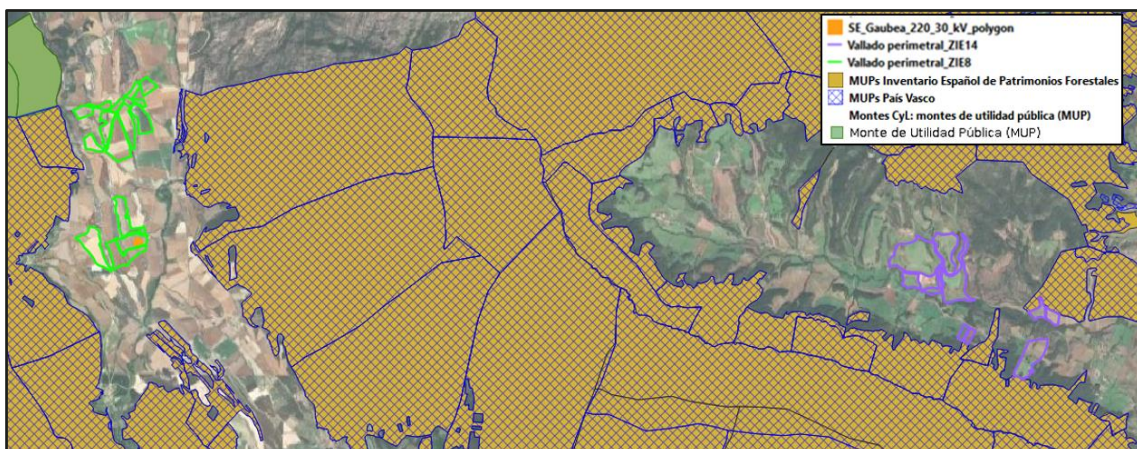 SE_Gaubea_220_30_kV_polygon
Vallado perimetral_ZIE14
Vallado perimetral_ZIE8
MUPs Inventario Español de Patrimonios Forestales
MUPs País Vasco
Montes CyL: montes de utilidad pública (MUP)
Monte de Utilidad Pública (MUP)